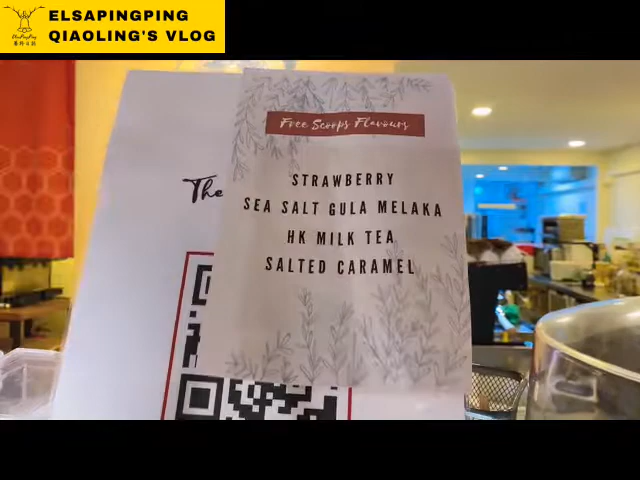 ELSAPINGPING
QIAOLING'S VLOG
Free Scoops Flavours
The
STRAWBERRY
SEA SALT GULA MELAKA
HK MILK TEA
SALTED CARAMEL